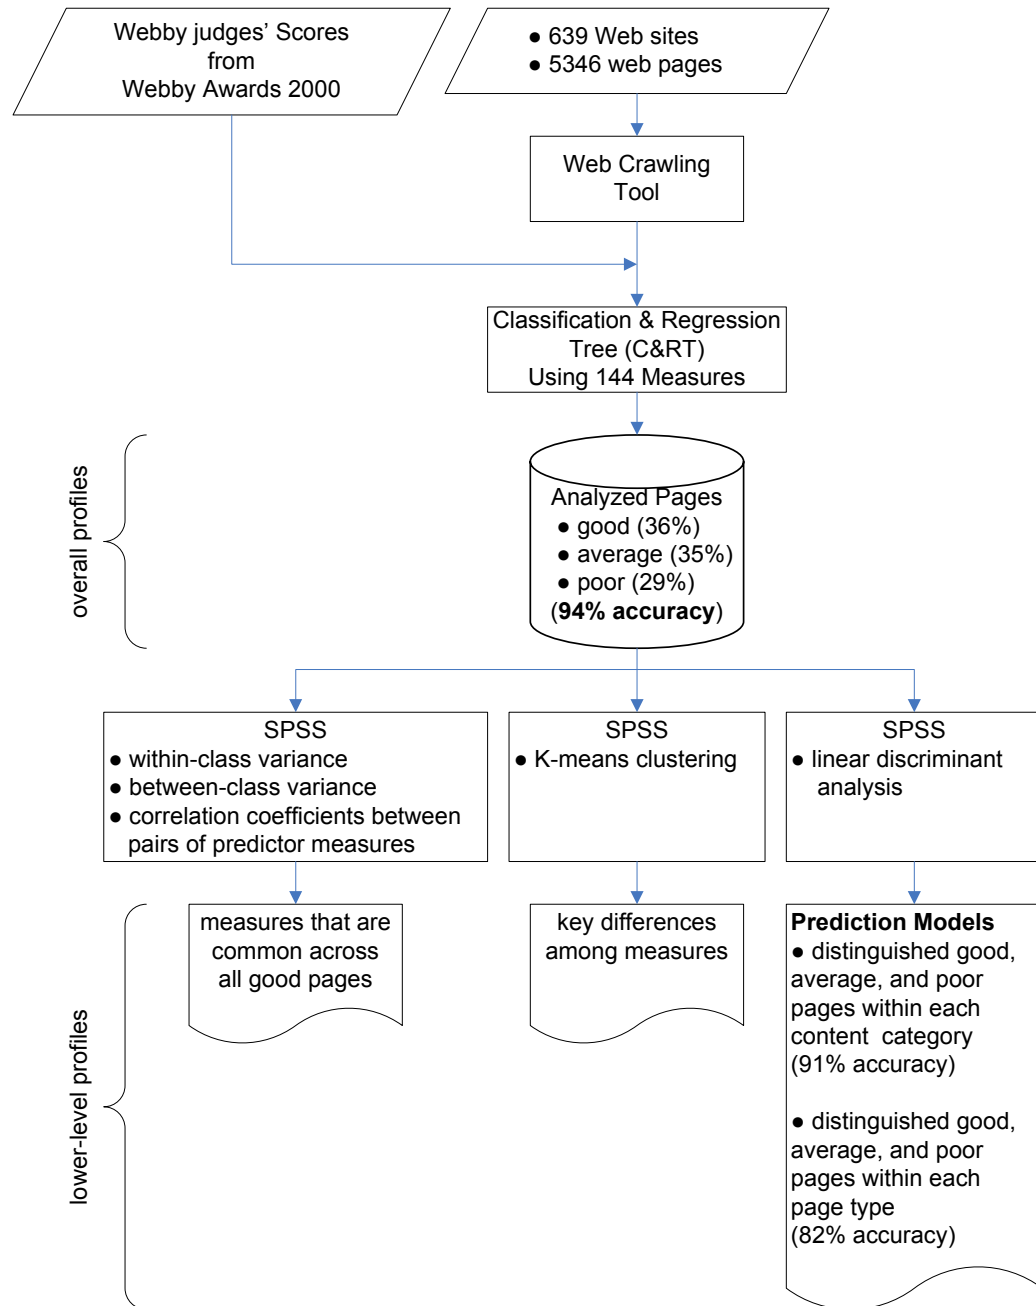 Webby judges’ Scores
from
Webby Awards 2000
● 639 Web sites
● 5346 web pages
Web Crawling
Tool
Classification & Regression
Tree (C&RT)
Using 144 Measures
overall profiles
Analyzed Pages
● good (36%)
● average (35%)
● poor (29%)
(94% accuracy)
SPSS
● within-class variance
● between-class variance
● correlation coefficients between
pairs of predictor measures
SPSS
● K-means clustering
SPSS
● linear discriminant
analysis
lower-level profiles
measures that are
common across
all good pages
key differences
among measures
Prediction Models
● distinguished good,
average, and poor
pages within each
content category
(91% accuracy)
● distinguished good,
average, and poor
pages within each
page type
(82% accuracy)